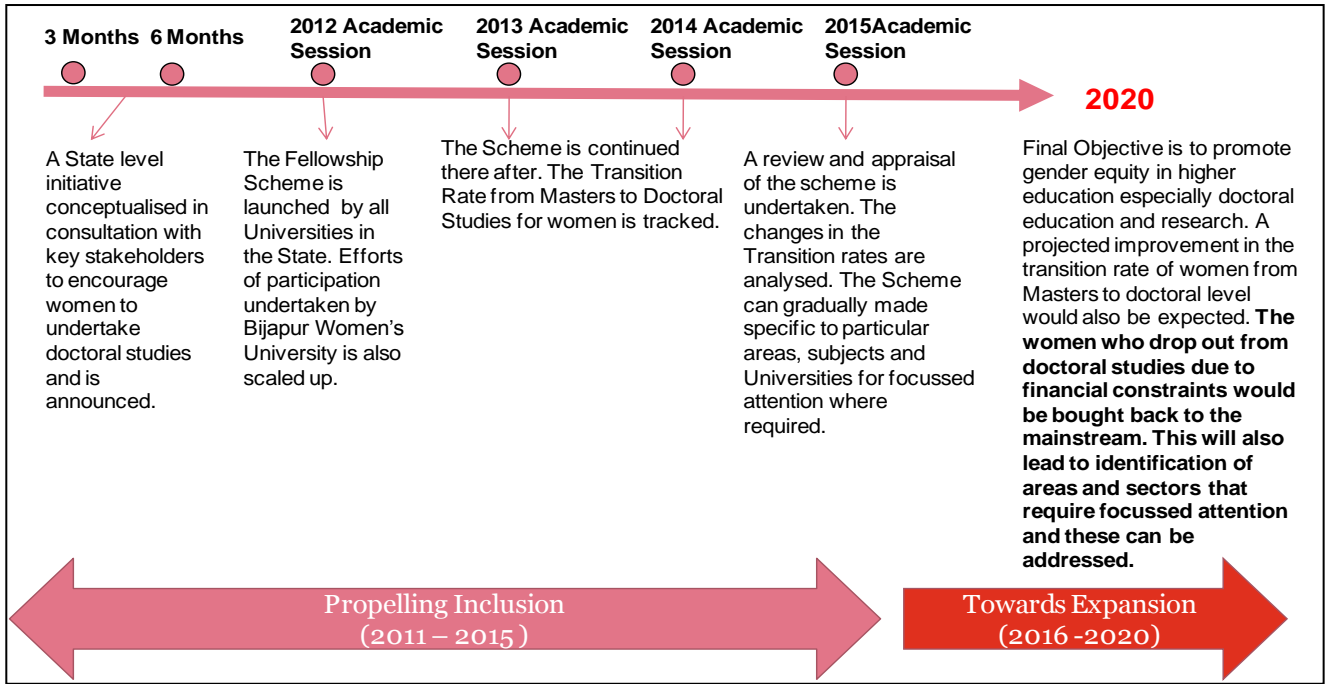 3 Months
6 Months
2012 Academic
Session
2013 Academic
Session
2014 Academic
Session
2015Academic
Session
2020
A State level
initiative
conceptualised in
consultation with
key stakeholders
to encourage
women to
undertake
doctoral studies
and is
announced.
The Fellowship
Scheme is
launched by all
Universities in
the State. Efforts
of participation
undertaken by
Bijapur Women's
University is also
scaled up.
The Scheme is continued
there after. The Transition
Rate from Masters to Doctoral
Studies for women is tracked.
A review and appraisal
of the scheme is
undertaken. The
changes in the
Transition rates are
analysed. The Scheme
can gradually made
specific to particular
areas, subjects and
Universities for focussed
attention where
required.
Final Objective is to promote
gender equity in higher
education especially doctoral
education and research. A
projected improvement in the
transition rate of women from
Masters to doctoral level
would also be expected. The
women who drop out from
doctoral studies due to
financial constraints would
be bought back to the
mainstream. This will also
lead to identification of
areas and sectors that
require focussed attention
and these can be
addressed.
Propelling Inclusion
(2011 – 2015 )
Towards Expansion
(2016 -2020)